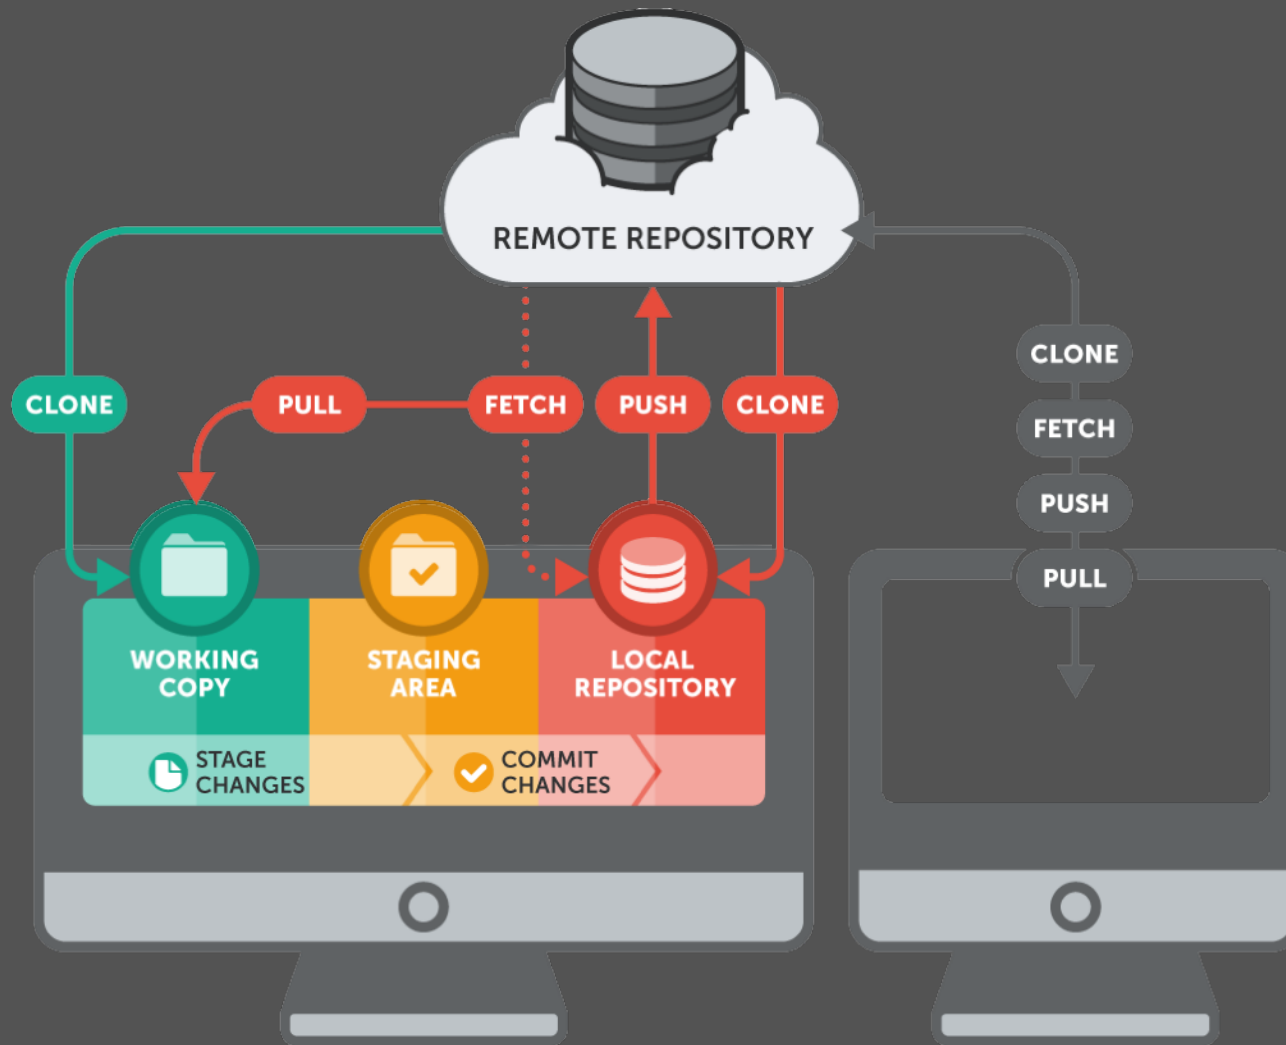 REMOTE REPOSITORY
CLONE
PULL
FETCH
PUSH
CLONE
CLONE
FETCH
PUSH
PULL
WORKING
COPY
STAGING
AREA
LOCAL
REPOSITORY
STAGE
CHANGES
COMMIT
CHANGES